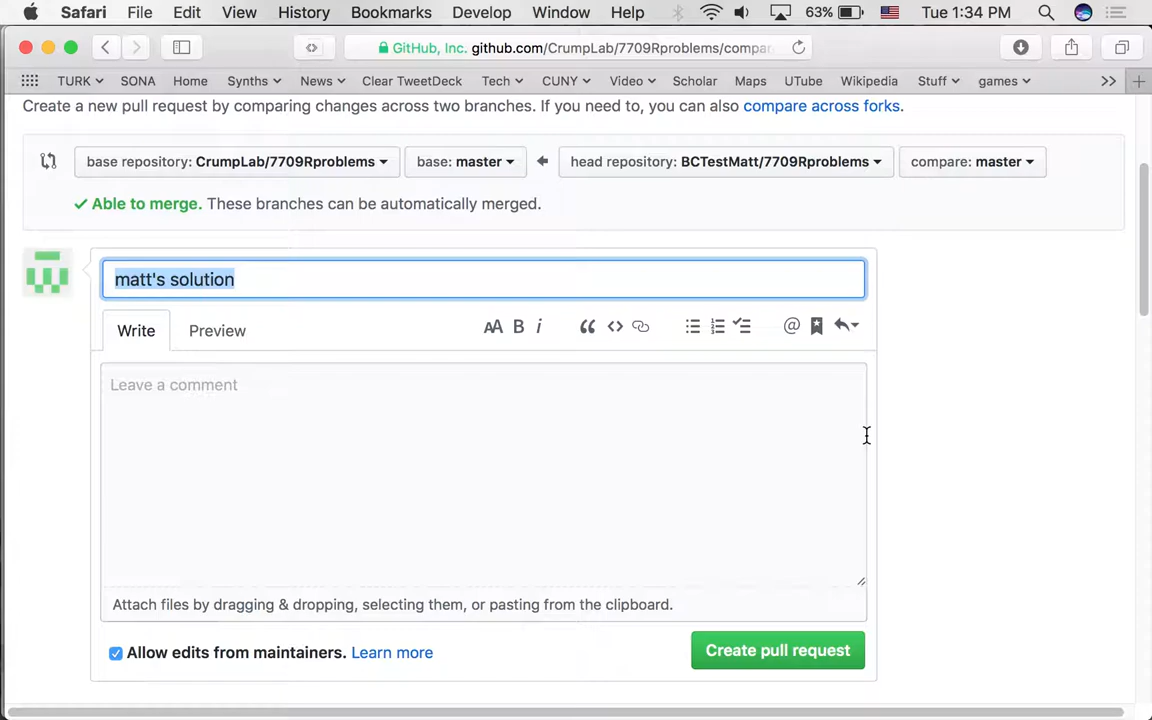 Safari File Edit View History Bookmarks Develop Window Help 63% Tue 1:34 PM
GitHub, Inc. github.com/CrumpLab/7709Rproblems/compar
TURK SONA Home Synths News Clear TweetDeck Tech CUNY Video Scholar Maps UTube Wikipedia Stuff games >> +
Create a new pull request by comparing changes across two branches. If you need to, you can also compare across forks.
base repository: CrumpLab/7709Rproblems base: master head repository: BCTestMatt/7709Rproblems compare: master
Able to merge. These branches can be automatically merged.
matt's solution
Write Preview AA B i “ <> @
Leave a comment
Attach files by dragging & dropping, selecting them, or pasting from the clipboard.
Allow edits from maintainers. Learn more Create pull request